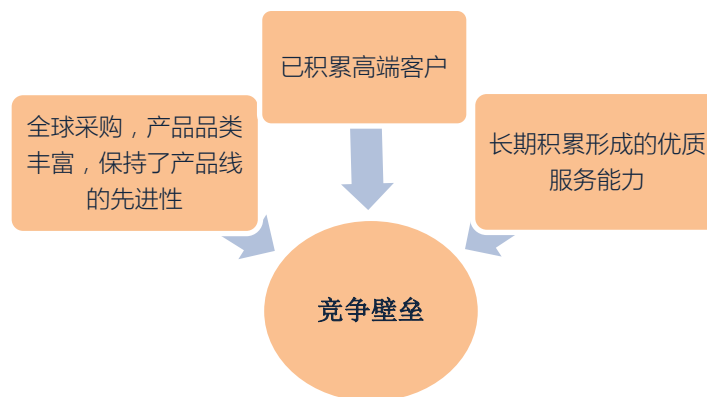 已积累高端客户
全球采购，产品品类
丰富，保持了产品线
的先进性
长期积累形成的优质
服务能力
竞争壁垒